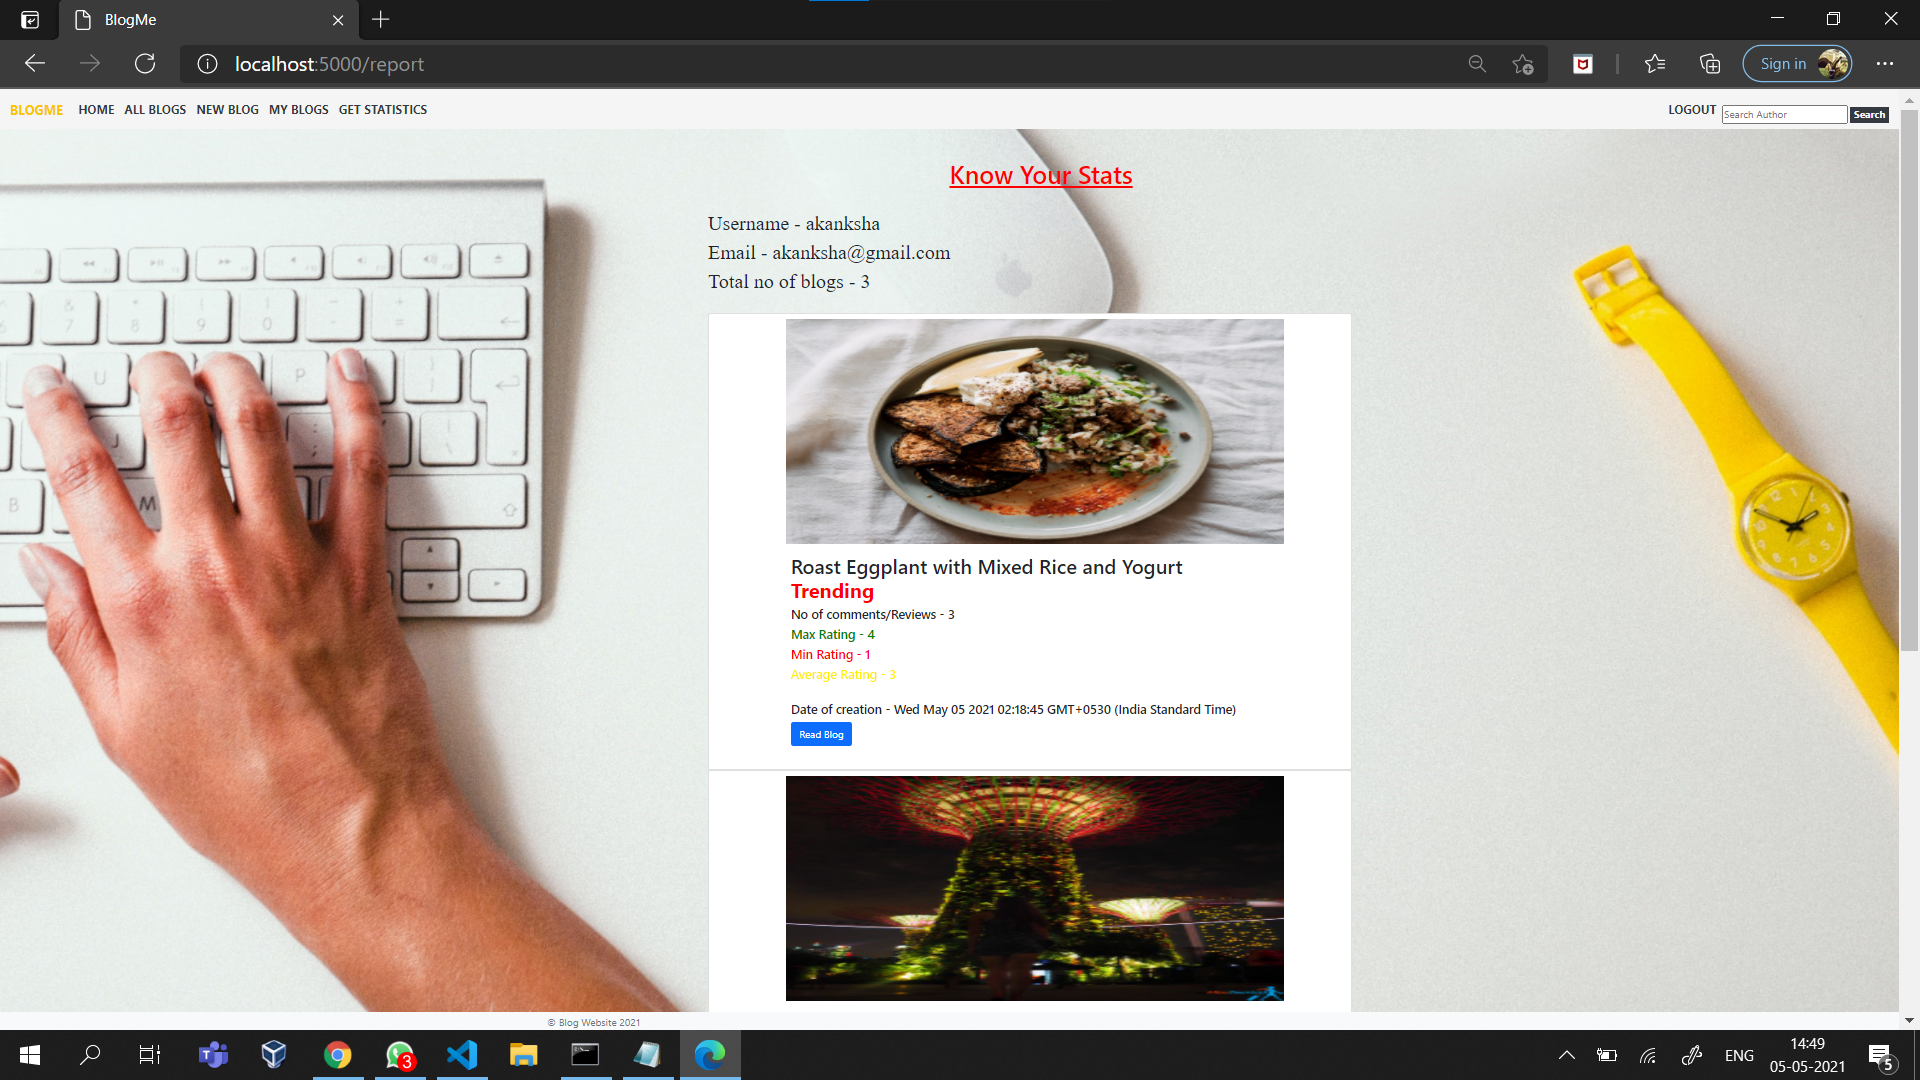 BlogMe
localhost:5000/report
Sign in
BLOGME HOME ALL BLOGS NEW BLOG MY BLOGS GET STATISTICS LOGOUT Search Author Search
Know Your Stats
Username - akanksha
Email - akanksha@gmail.com
Total no of blogs - 3
Roast Eggplant with Mixed Rice and Yogurt
Trending
No of comments/Reviews - 3
Max Rating - 4
Min Rating - 1
Average Rating - 3
Date of creation - Wed May 05 2021 02:18:45 GMT+0530 (India Standard Time)
Read Blog
© Blog Website 2021
3
ENG
14:49
05-05-2021
5